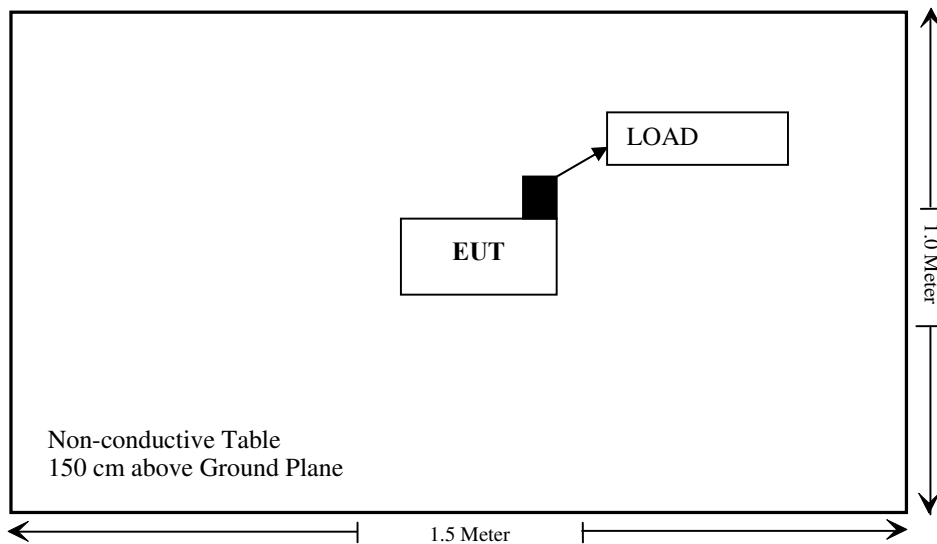 LOAD
EUT
1.0 Meter
Non-conductive Table
150 cm above Ground Plane
1.5 Meter